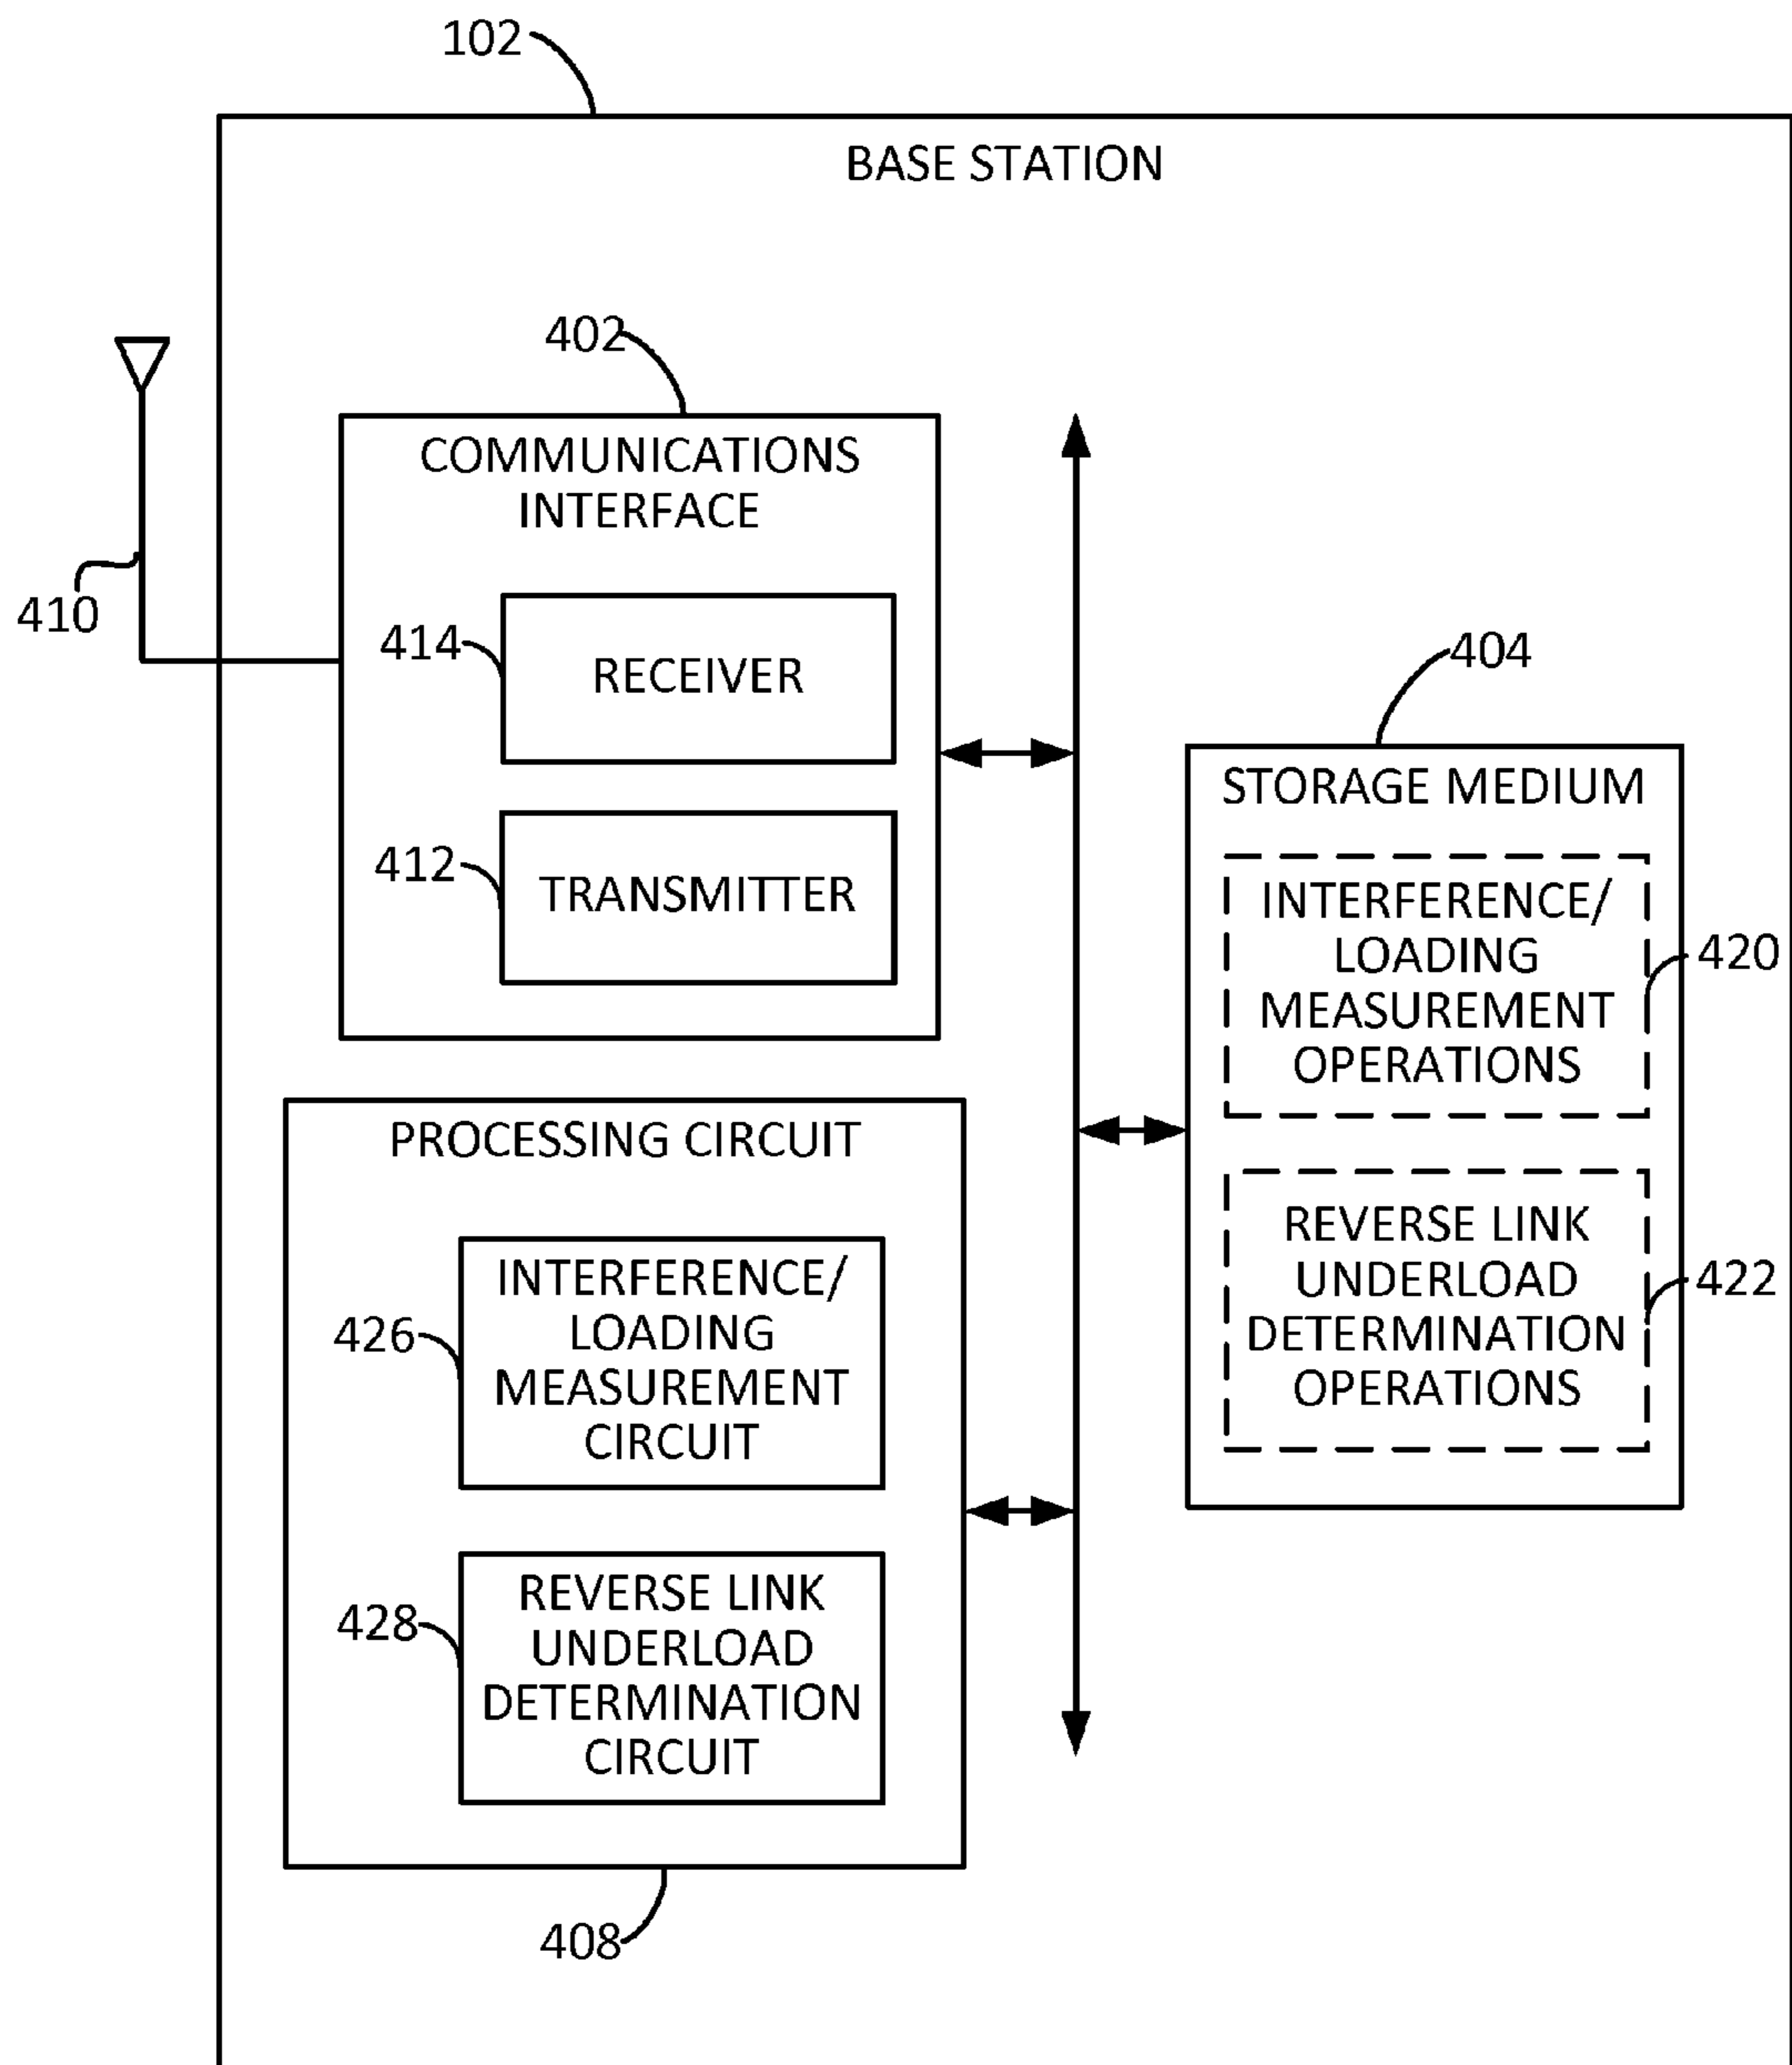 102
BASE STATION
402
COMMUNICATIONS
INTERFACE
410
414
RECEIVER
404
STORAGE MEDIUM
412
TRANSMITTER
INTERFERENCE/
LOADING
MEASUREMENT
OPERATIONS
420
PROCESSING CIRCUIT
REVERSE LINK
UNDERLOAD
DETERMINATION
OPERATIONS
422
426
INTERFERENCE/
LOADING
MEASUREMENT
CIRCUIT
428
REVERSE LINK
UNDERLOAD
DETERMINATION
CIRCUIT
408